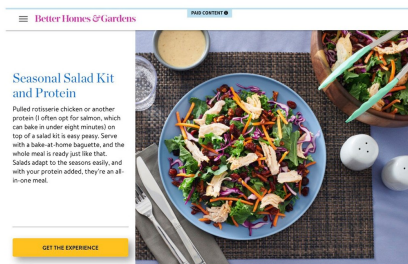 PAID CONTENT
Better Homes & Gardens
Seasonal Salad Kit
and Protein
Pulled rotisserie chicken or another
protein (I often opt for salmon, which
can bake in under eight minutes) on
top of a salad kit is easy peasy. Serve
with a bake-at-home baguette, and the
whole meal is ready just like that.
Salads adapt to the seasons easily, and
with your protein added, they're an all-
in-one meal.
GET THE EXPERIENCE